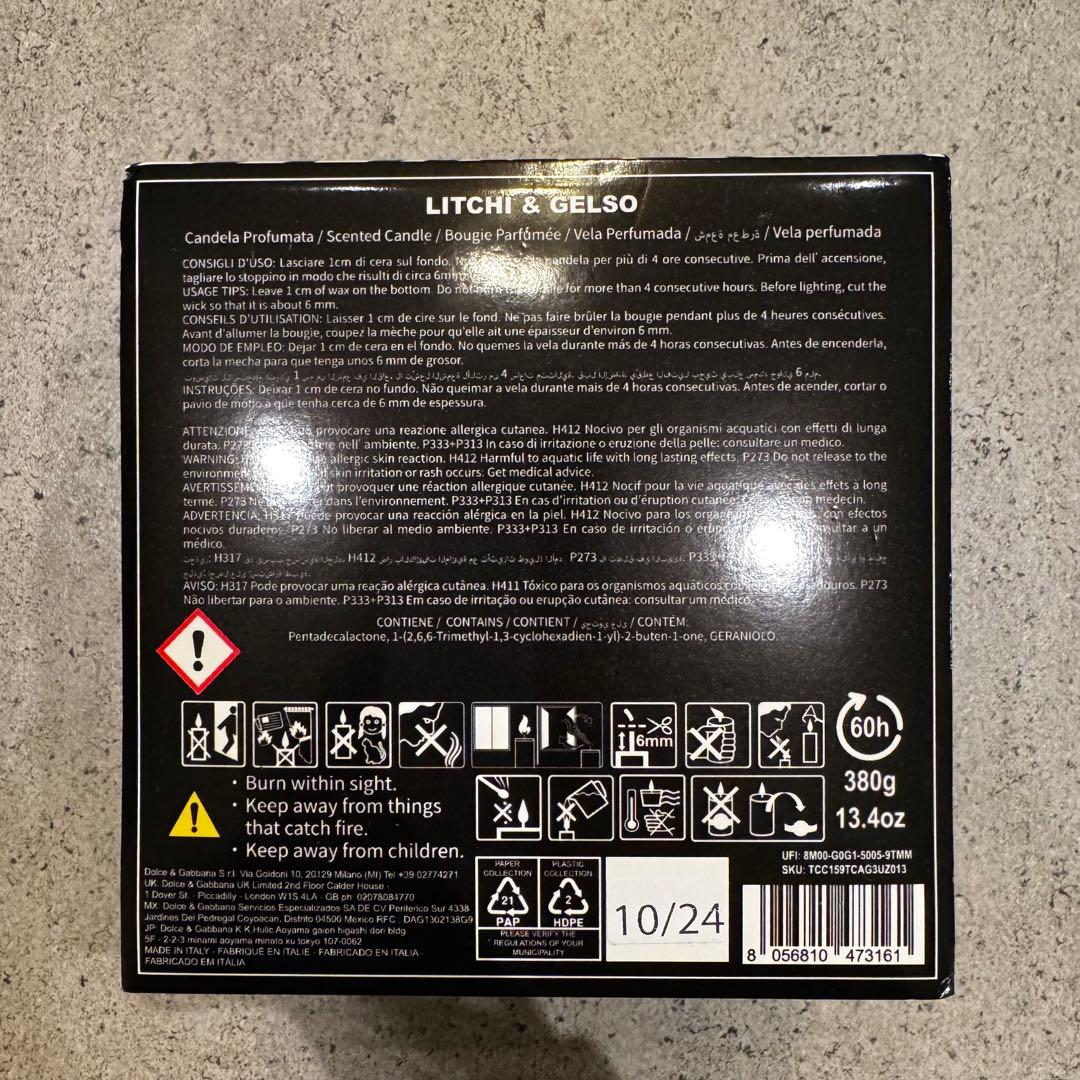 LITCHI & GELSO
Candela Profumata / Scented Candle / Bougie Parfumée / Vela Perfumada / ش م ع ة م ع ط ر ة / Vela perfumada
CONSIGLI D'USO: Lasciare 1cm di cera sul fondo. candela per più di 4 ore consecutive. Prima dell' accensione,
tagliare lo stoppino in modo che risulti di circa 6mm
USAGE TIPS: Leave 1 cm of wax on the bottom. Do not for more than 4 consecutive hours. Before lighting, cut the
wick so that it is about 6 mm.
CONSEILS D'UTILISATION: Laisser 1 cm de cire sur le fond. Ne pas faire brûler la bougie pendant plus de 4 heures consécutives.
Avant d'allumer la bougie, coupez la mèche pour qu'elle ait une épaisseur d'environ 6 mm.
MODO DE EMPLEO: Dejar 1 cm de cera en el fondo. No quemes la vela durante más de 4 horas consecutivas. Antes de encenderla,
corta la mecha para que tenga unos 6 mm de grosor.
INSTRUÇÕES: Deixar 1 cm de cera no fundo. Não queimar a vela durante mais de 4 horas consecutivas. Antes de acender, cortar o
pavio de modo a que tenha cerca de 6 mm de espessura.
ATTENZIONE provocare una reazione allergica cutanea. H412 Nocivo per gli organismi acquatici con effetti di lunga
durata. P273 nell' ambiente. P333+P313 In caso di irritazione o eruzione della pelle: consultare un medico.
WARNING: allergic skin reaction. H412 Harmful to aquatic life with long lasting effects. P273 Do not release to the
environment skin irritation or rash occurs: Get medical advice.
AVERTISSEMENT provoquer une réaction allergique cutanée. H412 Nocif pour la vie aquatique avec des effets à long
terme. P273 Ne dans l'environnement. P333+P313 En cas d'irritation ou d'éruption cutanée: médecin.
ADVERTENCIA. H317 Puede provocar una reacción alérgica en la piel. H412 Nocivo para los organismos con efectos
nocivos duraderos. P273 No liberar al medio ambiente. P333+P313 En caso de irritación o consultar a un
médico.
H317 H412 P273
AVISO: H317 Pode provocar uma reação alérgica cutânea. H411 Tóxico para os organismos aquáticos duradouros. P273
Não libertar para o ambiente. P333+P313 Em caso de irritação ou erupção cutânea: consultar um médico.
CONTIENE / CONTAINS / CONTIENT / ي ح ت و ي ع ل ى / CONTÉM:
Pentadecalactone, 1-(2,6,6-Trimethyl-1,3-cyclohexadien-1-yl)-2-buten-1-one, GERANIOLO.
6mm
60h
380g
13.4oz
· Burn within sight.
· Keep away from things
that catch fire.
· Keep away from children.
UFI: 8M00-G0G1-5005-9TMM
SKU: TCC159TCAG3UZ013
Dolce & Gabbana S.r.l. Via Goldoni 10, 20129 Milano (MI) Tel +39 02774271
UK: Dolce & Gabbana UK Limited 2nd Floor Calder House -
1 Dover St. - Piccadilly - London W1S 4LA - GB ph 02078084770
MX: Dolce & Gabbana Servicios Especializados SA DE CV Periferico Sur 4338
Jardines Del Pedregal Coyoacan, Distrito 04500 Mexico RFC . DAG1302138G9
JP: Dolce & Gabbana K.K Hulic Aoyama gaien higashi dori bldg
5F - 2-2-3 minami aoyama minato ku tokyo 107-0062
MADE IN ITALY - FABRIQUÉ EN ITALIE - FABRICADO EN ITALIA -
FABRICADO EM ITÁLIA
PAPER
COLLECTION
21
PAP
PLASTIC
COLLECTION
2
HDPE
PLEASE VERIFY THE
REGULATIONS OF YOUR
MUNICIPALITY
10/24
8 056810 473161